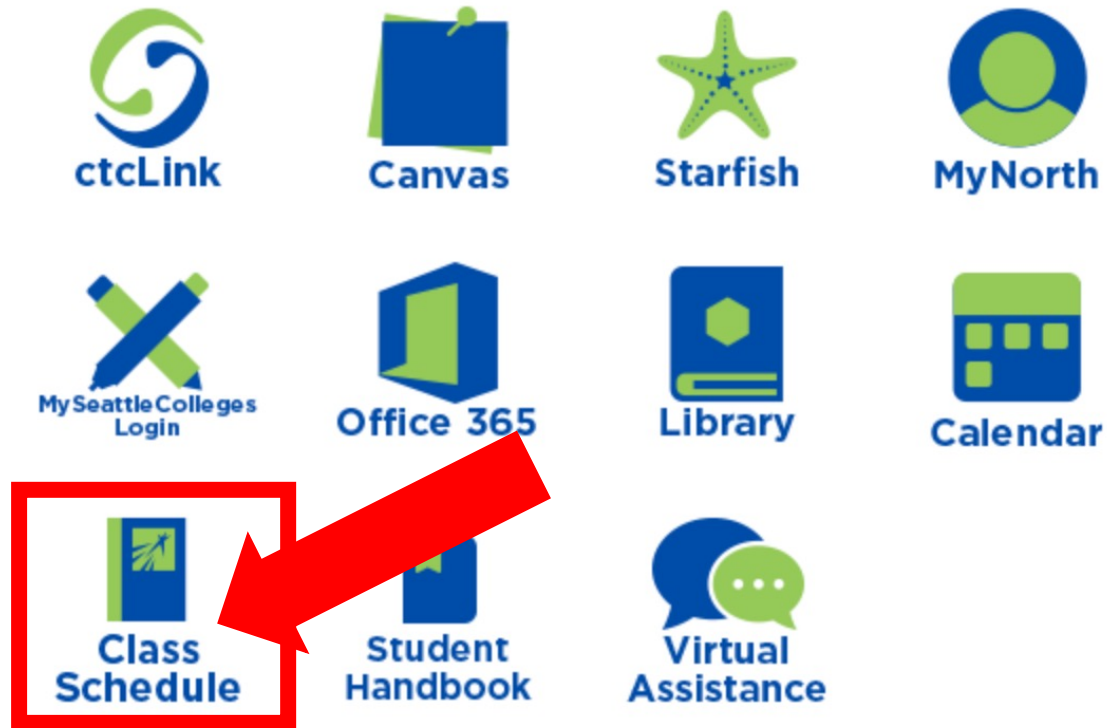 ctcLink
Canvas
Starfish
MyNorth
MySeattleColleges
Login
Office 365
Library
Calendar
Class
Schedule
Student
Handbook
Virtual
Assistance